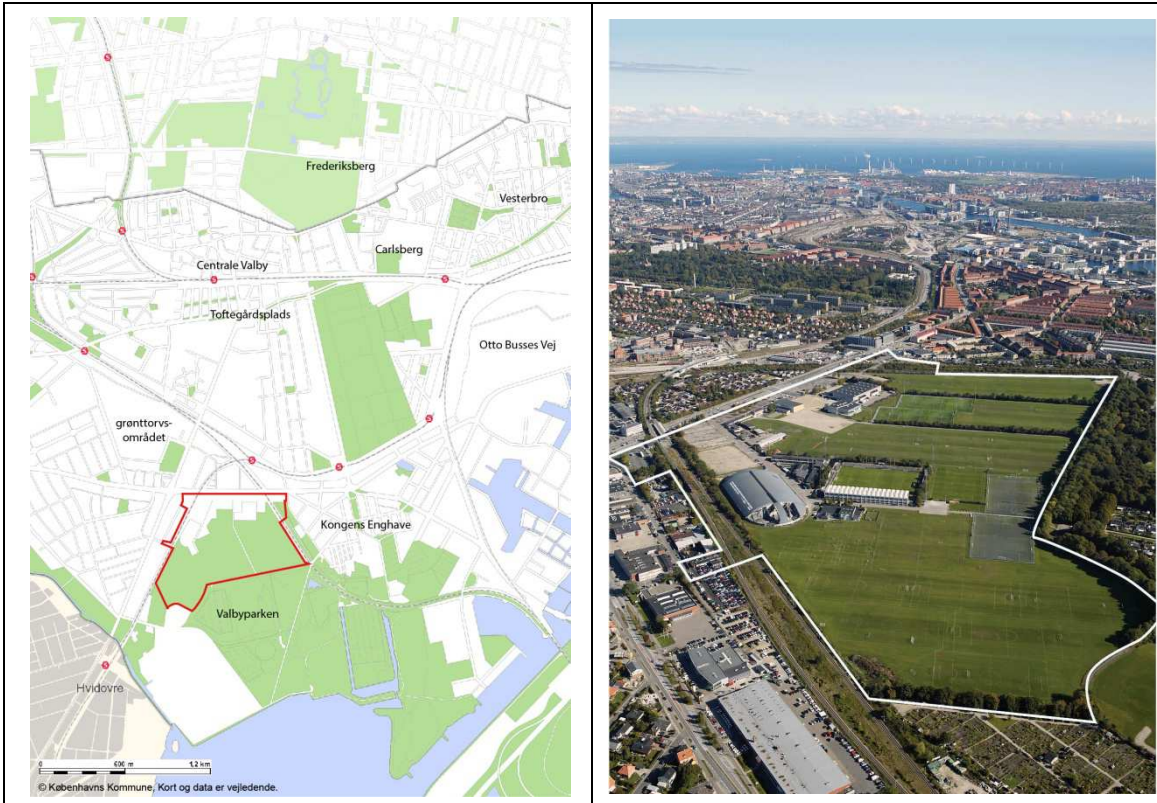 Frederiksberg
Vesterbro
Carlsberg
Centrale Valby
Toftegårdsplads
Otto Busses Vej
grønttorvs-
området
Kongens Enghave
Valbyparken
Hvidovre
0 600 m 1,2 km
© Københavns Kommune, Kort og data er vejledende.